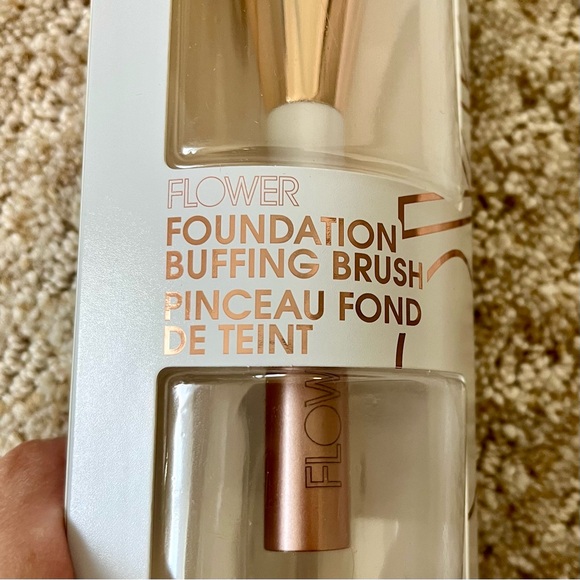 FLOWER
FOUNDATION
BUFFING BRUSH
PINCEAU FOND
DE TEINT
FLOW